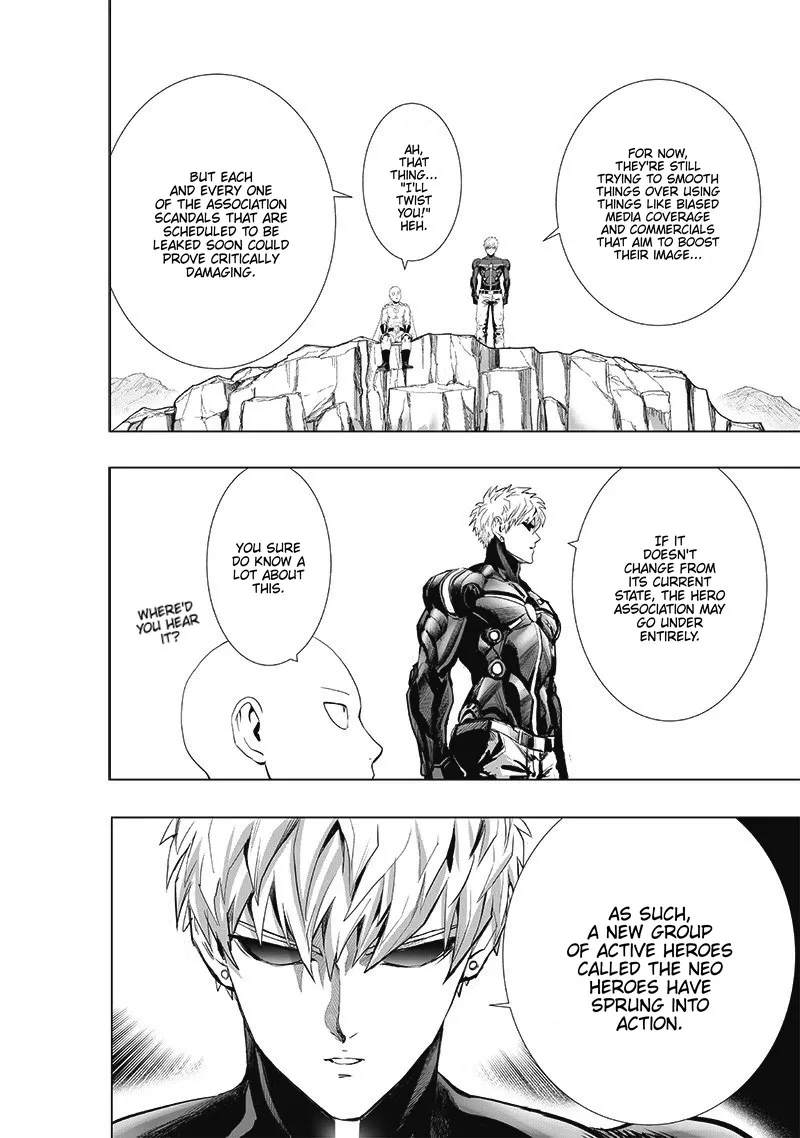 FOR NOW,
THEY'RE STILL
TRYING TO SMOOTH
THINGS OVER USING
THINGS LIKE BIASED
MEDIA COVERAGE
AND COMMERCIALS
THAT AIM TO BOOST
THEIR IMAGE...
AH,
THAT
THING...
"I'LL
TWIST
YOU!"
HEH.
BUT EACH
AND EVERY ONE
OF THE ASSOCIATION
SCANDALS THAT ARE
SCHEDULED TO BE
LEAKED SOON COULD
PROVE CRITICALLY
DAMAGING.
IF IT
DOESN'T
CHANGE FROM
ITS CURRENT
STATE, THE HERO
ASSOCIATION MAY
GO UNDER
ENTIRELY.
YOU SURE
DO KNOW A
LOT ABOUT
THIS.
WHERE'D
YOU HEAR
IT?
AS SUCH,
A NEW GROUP
OF ACTIVE HEROES
CALLED THE NEO
HEROES HAVE
SPRUNG INTO
ACTION.